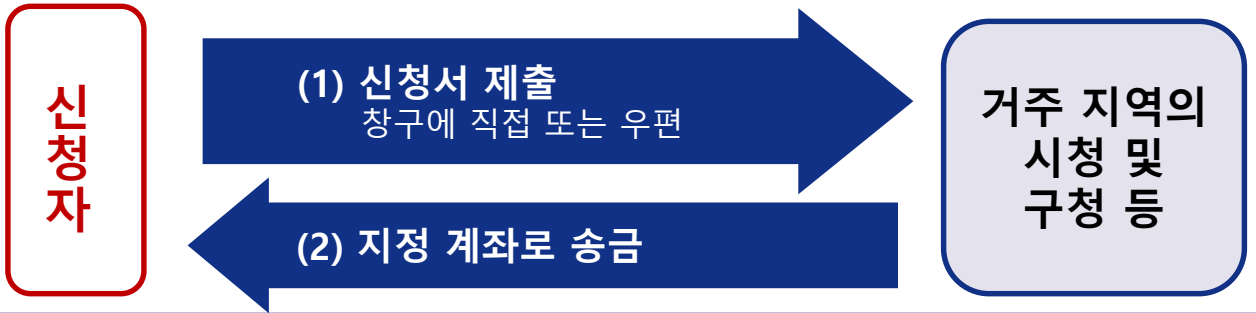 신청자
(1) 신청서 제출
창구에 직접 또는 우편
(2) 지정 계좌로 송금
거주 지역의
시청 및
구청 등